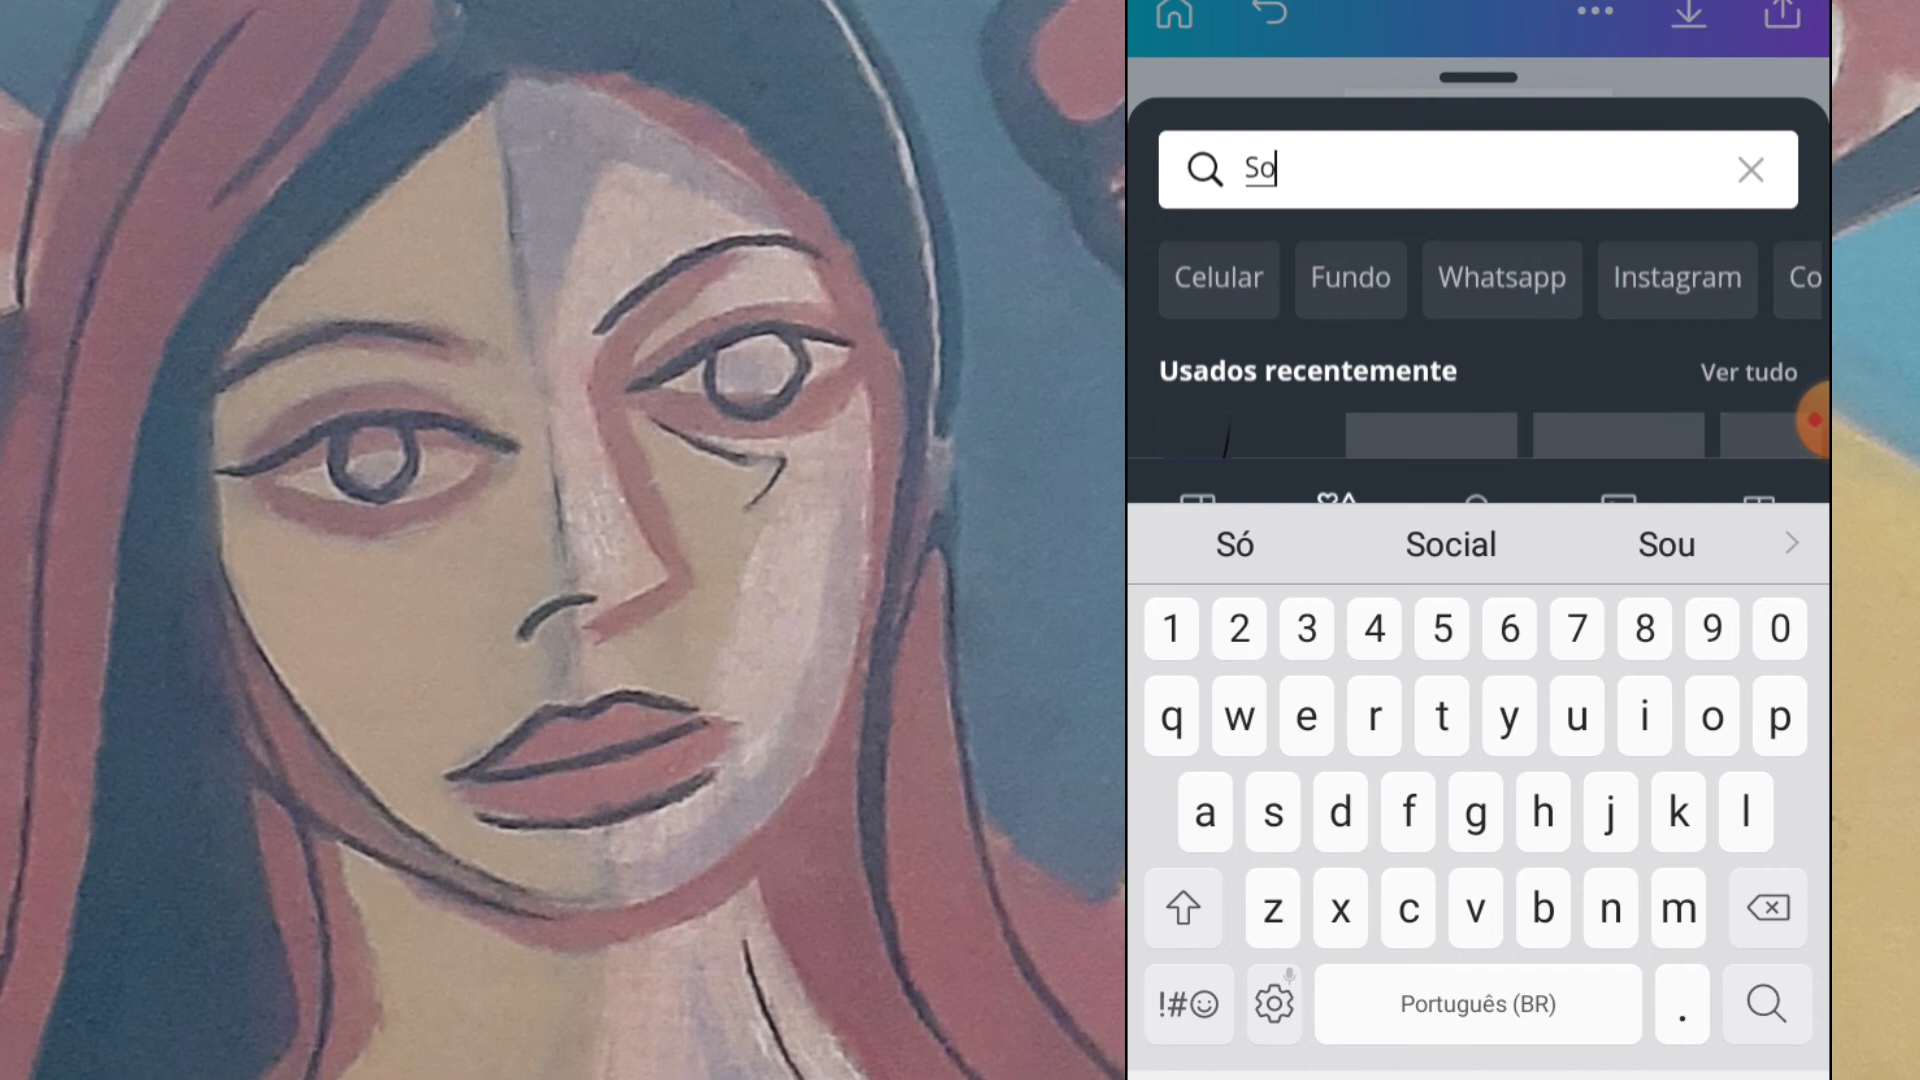 So
Celular Fundo Whatsapp Instagram Co
Usados recentemente Ver tudo
Só Social Sou
1 2 3 4 5 6 7 8 9 0
q w e r t y u i o p
a s d f g h j k l
z x c v b n m
!#☺ Português (BR) .